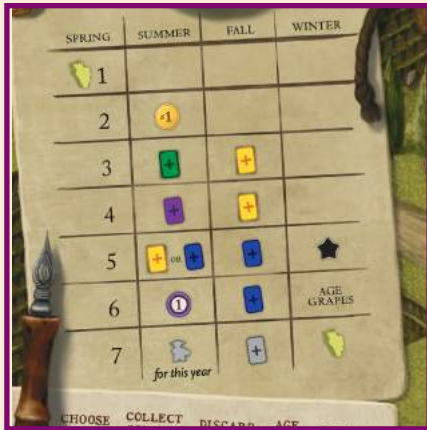 SPRING SUMMER FALL WINTER
1
2 $1
3 + +
4 + +
5 + OR + +
6 1 + AGE
GRAPES
7 +
for this year
CHOOSE COLLECT DISCARD AGE